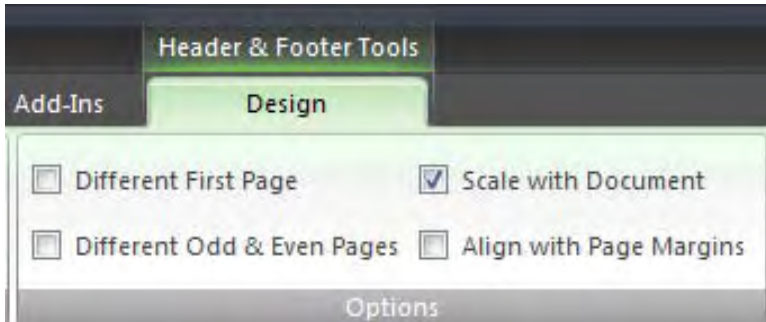 Header & Footer Tools
Add-Ins Design
Different First Page Scale with Document
Different Odd & Even Pages Align with Page Margins
Options